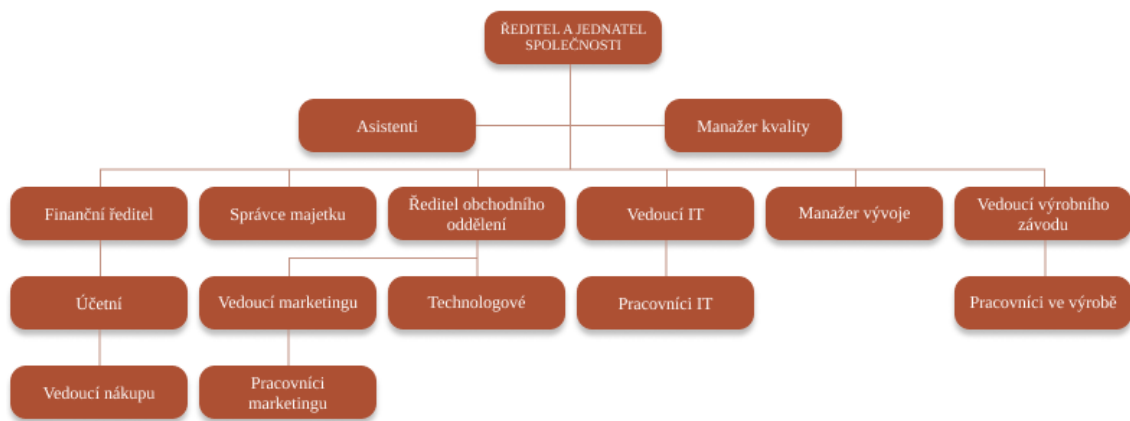 ŘEDITEL A JEDNATEL
SPOLEČNOSTI
Asistenti
Manažer kvality
Finanční ředitel
Správce majetku
Ředitel obchodního
oddělení
Vedoucí IT
Manažer vývoje
Vedoucí výrobního
závodu
Účetní
Vedoucí marketingu
Technologové
Pracovníci IT
Pracovníci ve výrobě
Vedoucí nákupu
Pracovníci
marketingu